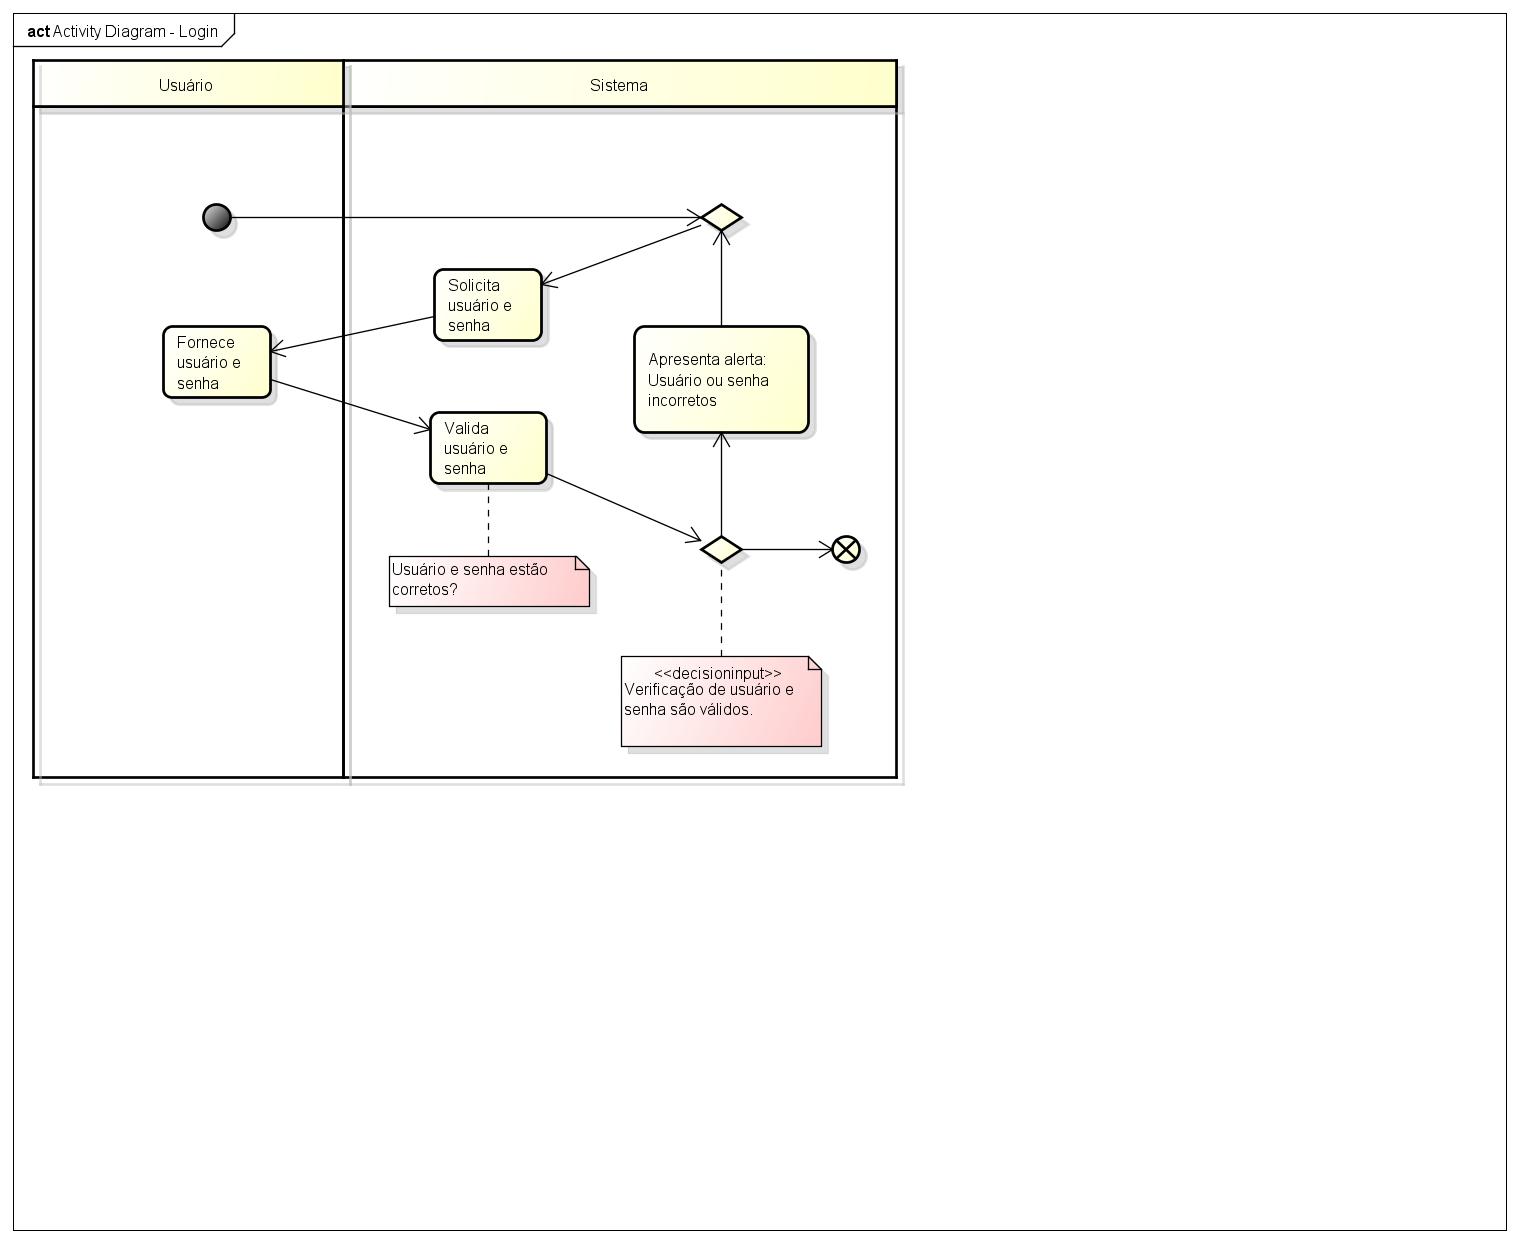 act Activity Diagram - Login
Usuário
Sistema
Solicita
usuário e
senha
Fornece
usuário e
senha
Apresenta alerta:
Usuário ou senha
incorretos
Valida
usuário e
senha
Usuário e senha estão
corretos?
<<decisioninput>>
Verificação de usuário e
senha são válidos.